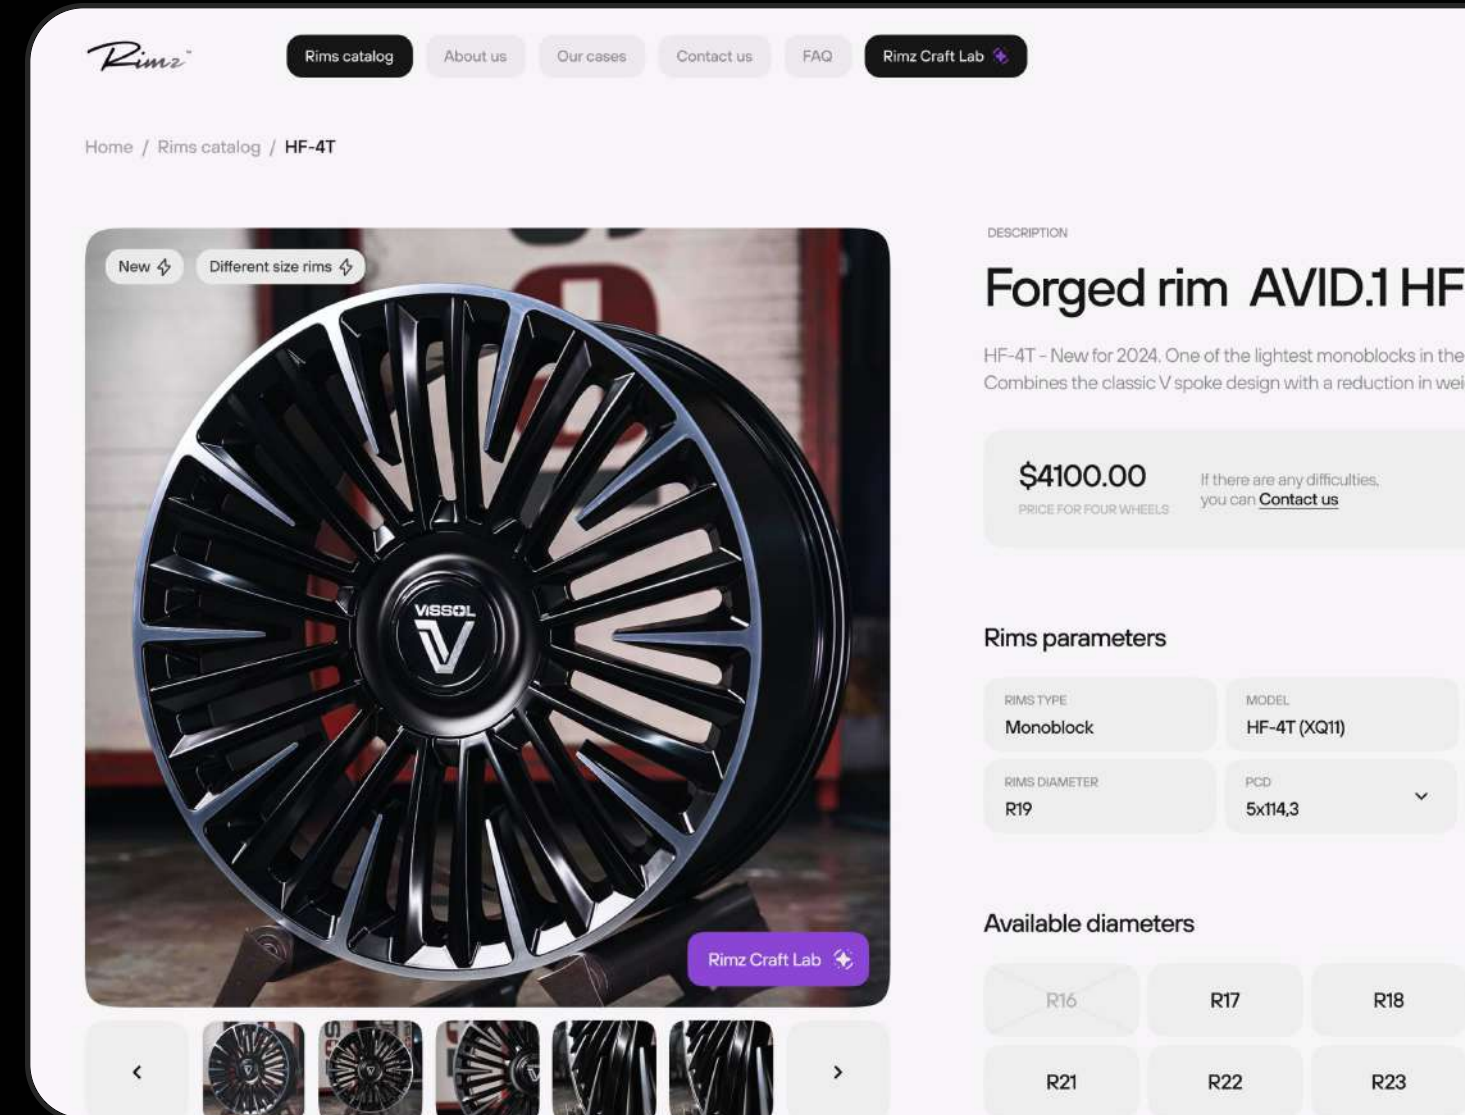 Rimz
Rims catalog
About us
Our cases
Contact us
FAQ
Rimz Craft Lab
Home / Rims catalog / HF-4T
New
Different size rims
VISSOL
V
Rimz Craft Lab
DESCRIPTION
Forged rim AVID.1 HF
HF-4T - New for 2024. One of the lightest monoblocks in the
Combines the classic V spoke design with a reduction in wei
$4100.00
PRICE FOR FOUR WHEELS
If there are any difficulties,
you can Contact us
Rims parameters
RIMS TYPE
Monoblock
MODEL
HF-4T (XQ11)
RIMS DIAMETER
R19
PCD
5x114,3
Available diameters
R16
R17
R18
R21
R22
R23